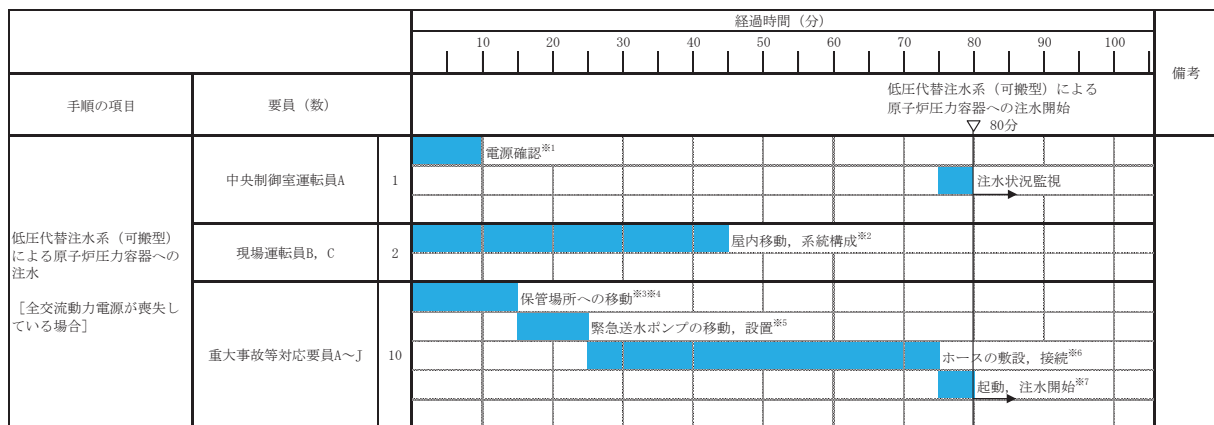 経過時間（分）
10 20 30 40 50 60 70 80 90 100
備考
手順の項目
要員（数）
低圧代替注水系（可搬型）による
原子炉圧力容器への注水開始
▽ 80分
低圧代替注水系（可搬型）
による原子炉圧力容器への
注水
［全交流動力電源が喪失し
ている場合］
中央制御室運転員A
1
電源確認※1
注水状況監視
現場運転員B，C
2
屋内移動，系統構成※2
重大事故等対応要員A～J
10
保管場所への移動※3※4
緊急送水ポンプの移動，設置※5
ホースの敷設，接続※6
起動，注水開始※7